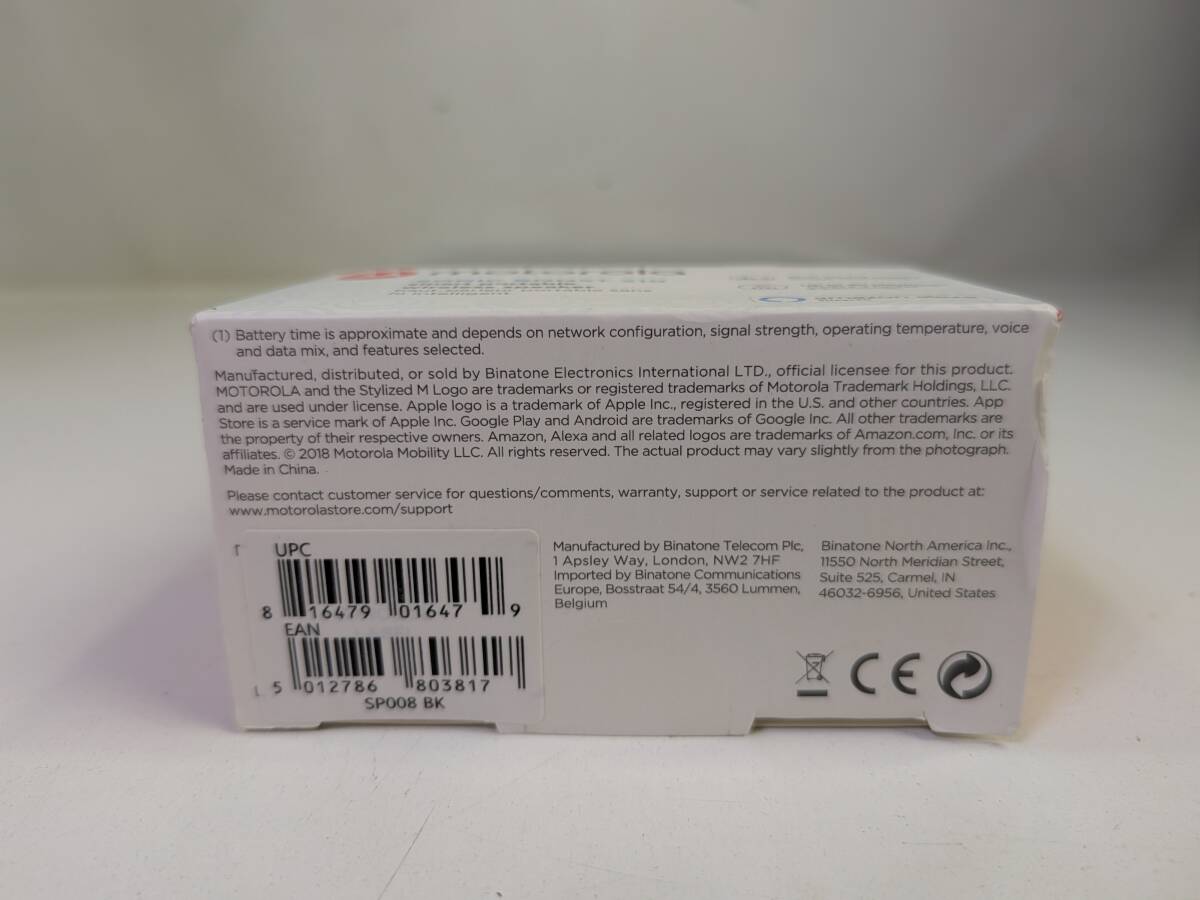 motorola
(1) Battery time is approximate and depends on network configuration, signal strength, operating temperature, voice
and data mix, and features selected.
Manufactured, distributed, or sold by Binatone Electronics International LTD., official licensee for this product.
MOTOROLA and the Stylized M Logo are trademarks or registered trademarks of Motorola Trademark Holdings, LLC.
and are used under license. Apple logo is a trademark of Apple Inc., registered in the U.S. and other countries. App
Store is a service mark of Apple Inc. Google Play and Android are trademarks of Google Inc. All other trademarks are
the property of their respective owners. Amazon, Alexa and all related logos are trademarks of Amazon.com, Inc. or its
affiliates. © 2018 Motorola Mobility LLC. All rights reserved. The actual product may vary slightly from the photograph.
Made in China.
Please contact customer service for questions/comments, warranty, support or service related to the product at:
www.motorolastore.com/support
UPC
8 16479 01647 9
EAN
5 012786 803817
SP008 BK
Manufactured by Binatone Telecom Plc,
1 Apsley Way, London, NW2 7HF
Imported by Binatone Communications
Europe, Bosstraat 54/4, 3560 Lummen,
Belgium
Binatone North America Inc.,
11550 North Meridian Street,
Suite 525, Carmel, IN
46032-6956, United States
CE